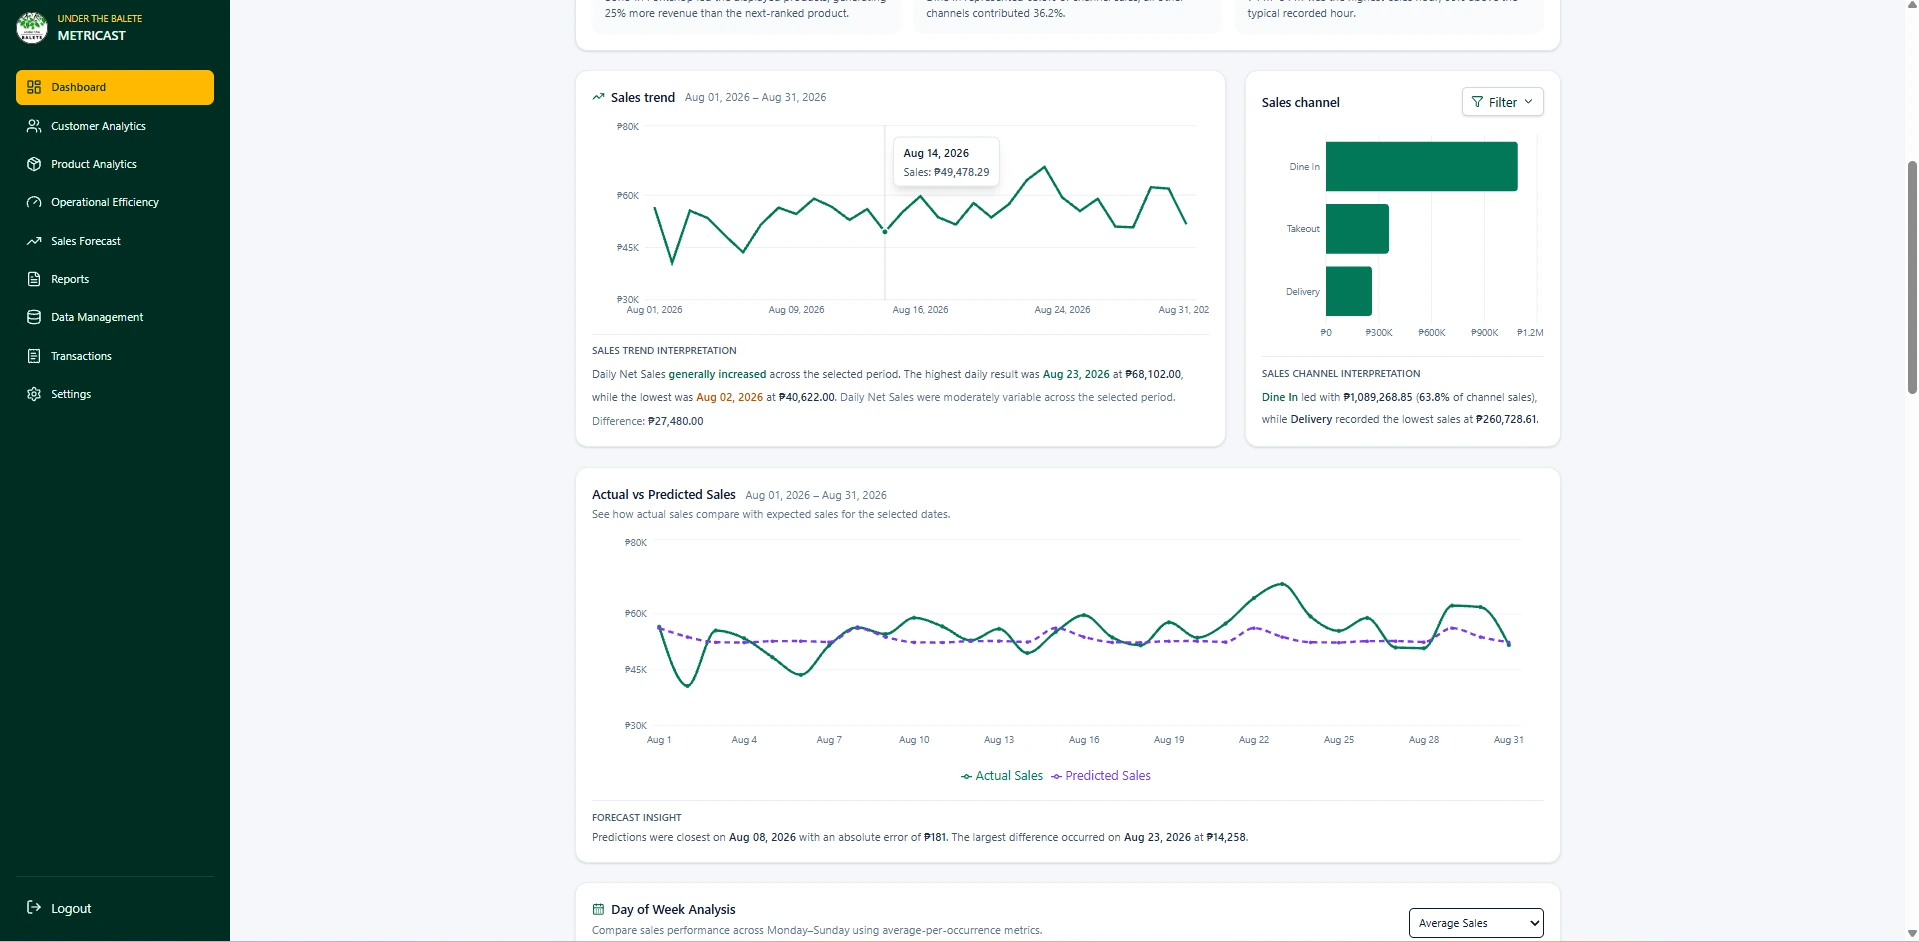 UNDER THE BALETE
METRICAST
Dashboard
Customer Analytics
Product Analytics
Operational Efficiency
Sales Forecast
Reports
Data Management
Transactions
Settings
Logout
25% more revenue than the next-ranked product.
channels contributed 36.2%.
typical recorded hour.
Sales trend Aug 01, 2026 – Aug 31, 2026
₱80K
₱60K
₱45K
₱30K
Aug 14, 2026
Sales: ₱49,478.29
Aug 01, 2026 Aug 09, 2026 Aug 16, 2026 Aug 24, 2026 Aug 31, 202
SALES TREND INTERPRETATION
Daily Net Sales generally increased across the selected period. The highest daily result was Aug 23, 2026 at ₱68,102.00,
while the lowest was Aug 02, 2026 at ₱40,622.00. Daily Net Sales were moderately variable across the selected period.
Difference: ₱27,480.00
Sales channel
Filter
Dine In
Takeout
Delivery
₱0 ₱300K ₱600K ₱900K ₱1.2M
SALES CHANNEL INTERPRETATION
Dine In led with ₱1,089,268.85 (63.8% of channel sales),
while Delivery recorded the lowest sales at ₱260,728.61.
Actual vs Predicted Sales Aug 01, 2026 – Aug 31, 2026
See how actual sales compare with expected sales for the selected dates.
₱80K
₱60K
₱45K
₱30K
Aug 1 Aug 4 Aug 7 Aug 10 Aug 13 Aug 16 Aug 19 Aug 22 Aug 25 Aug 28 Aug 31
Actual Sales Predicted Sales
FORECAST INSIGHT
Predictions were closest on Aug 08, 2026 with an absolute error of ₱181. The largest difference occurred on Aug 23, 2026 at ₱14,258.
Day of Week Analysis
Compare sales performance across Monday–Sunday using average-per-occurrence metrics.
Average Sales